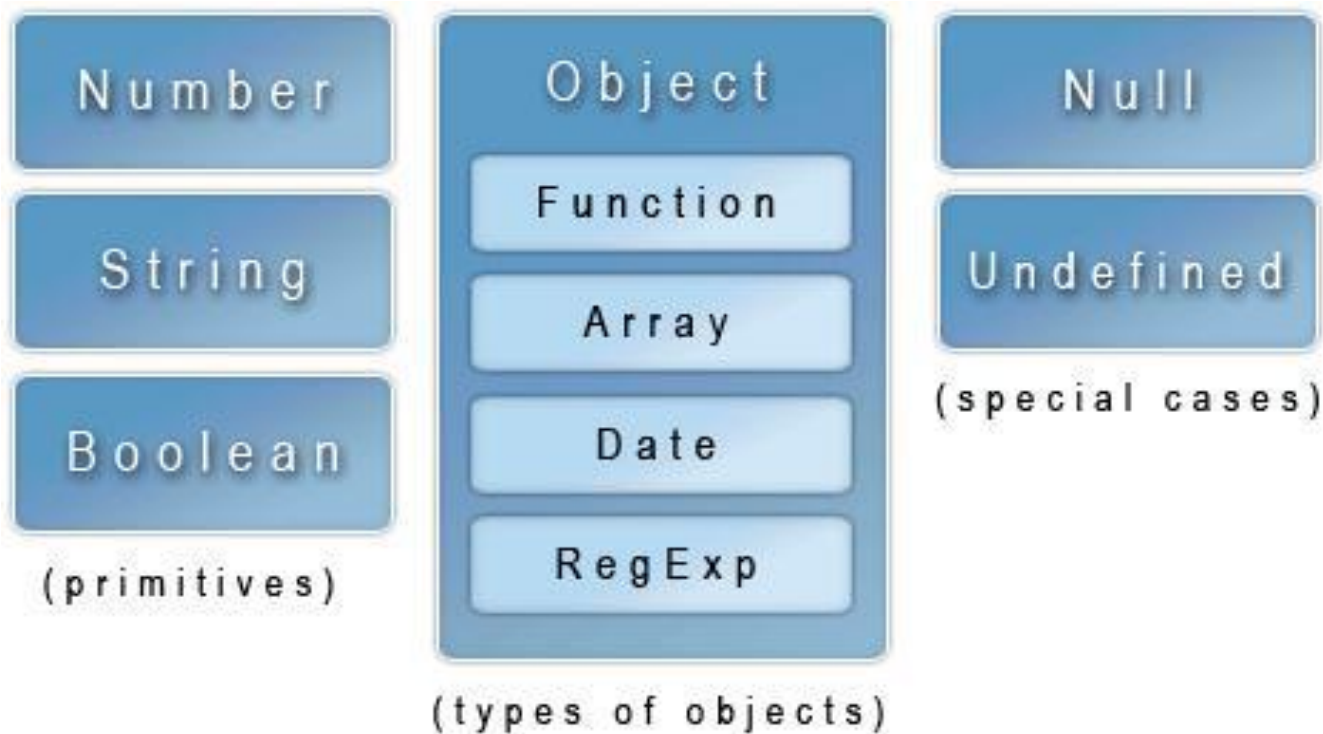 Number
String
Boolean
(primitives)
Object
Function
Array
Date
RegExp
(types of objects)
Null
Undefined
(special cases)